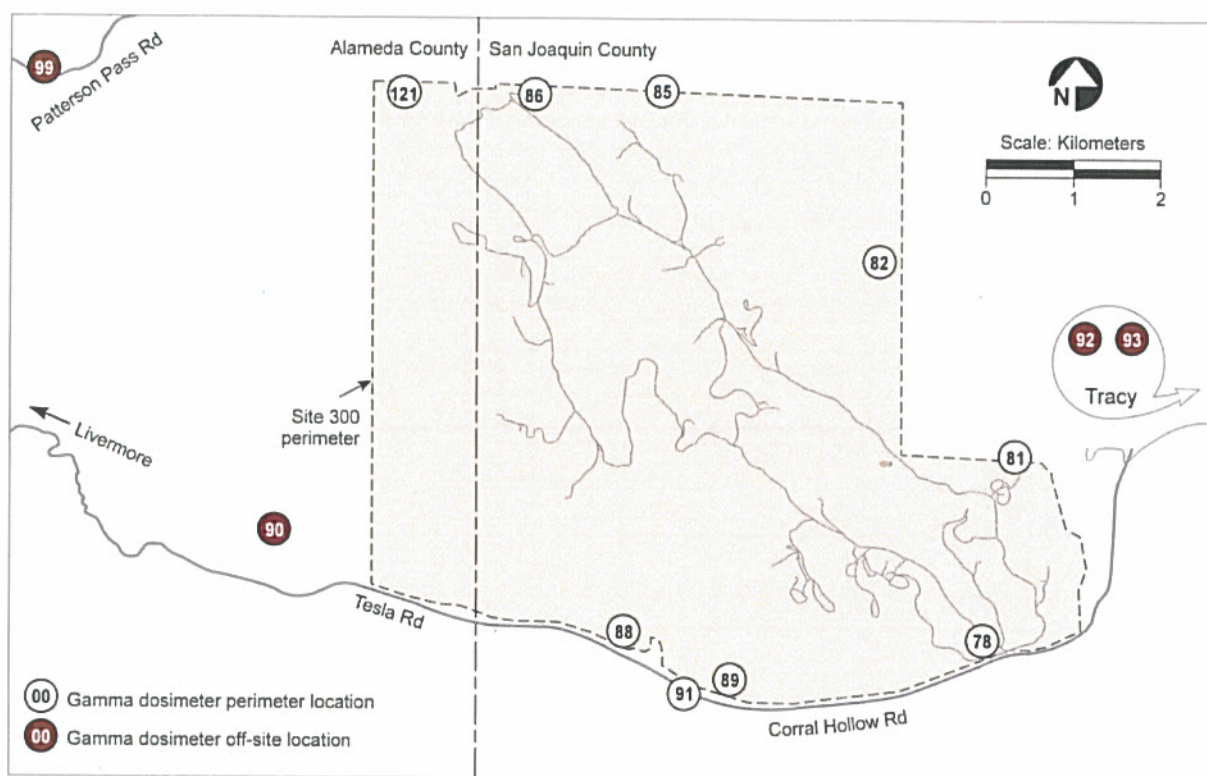 Alameda County
San Joaquin County
99
Patterson Pass Rd
121
86
85
N
Scale: Kilometers
0 1 2
82
92
93
Tracy
Site 300
perimeter
Livermore
81
90
Tesla Rd
88
78
91
89
Corral Hollow Rd
00 Gamma dosimeter perimeter location
00 Gamma dosimeter off-site location